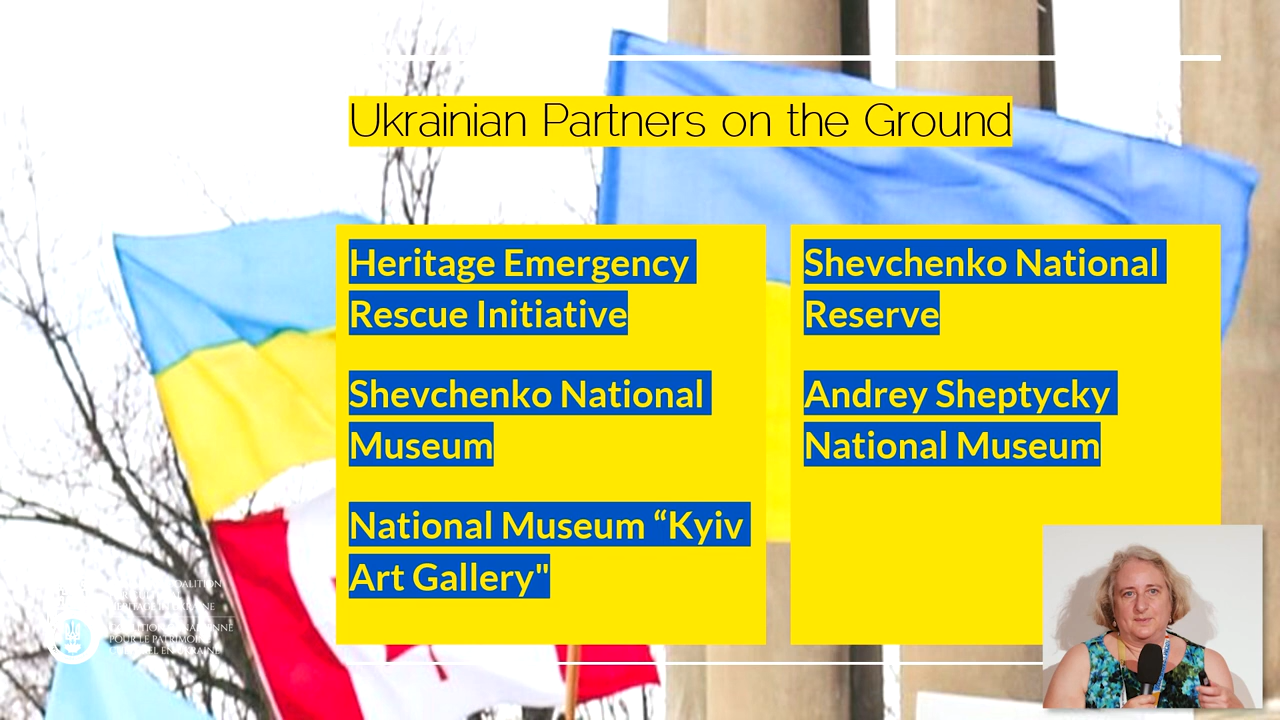 Ukrainian Partners on the Ground
Heritage Emergency
Rescue Initiative
Shevchenko National
Museum
National Museum “Kyiv
Art Gallery"
Shevchenko National
Reserve
Andrey Sheptycky
National Museum